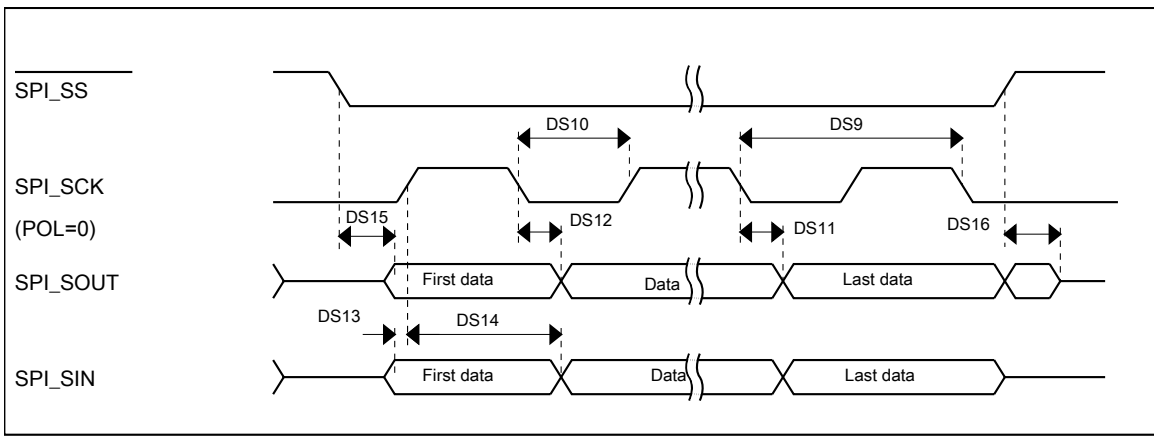 SPI_SS
DS10
DS9
SPI_SCK
(POL=0)
DS15
DS12
DS11
DS16
SPI_SOUT
First data
Data
Last data
DS13
DS14
SPI_SIN
First data
Data
Last data